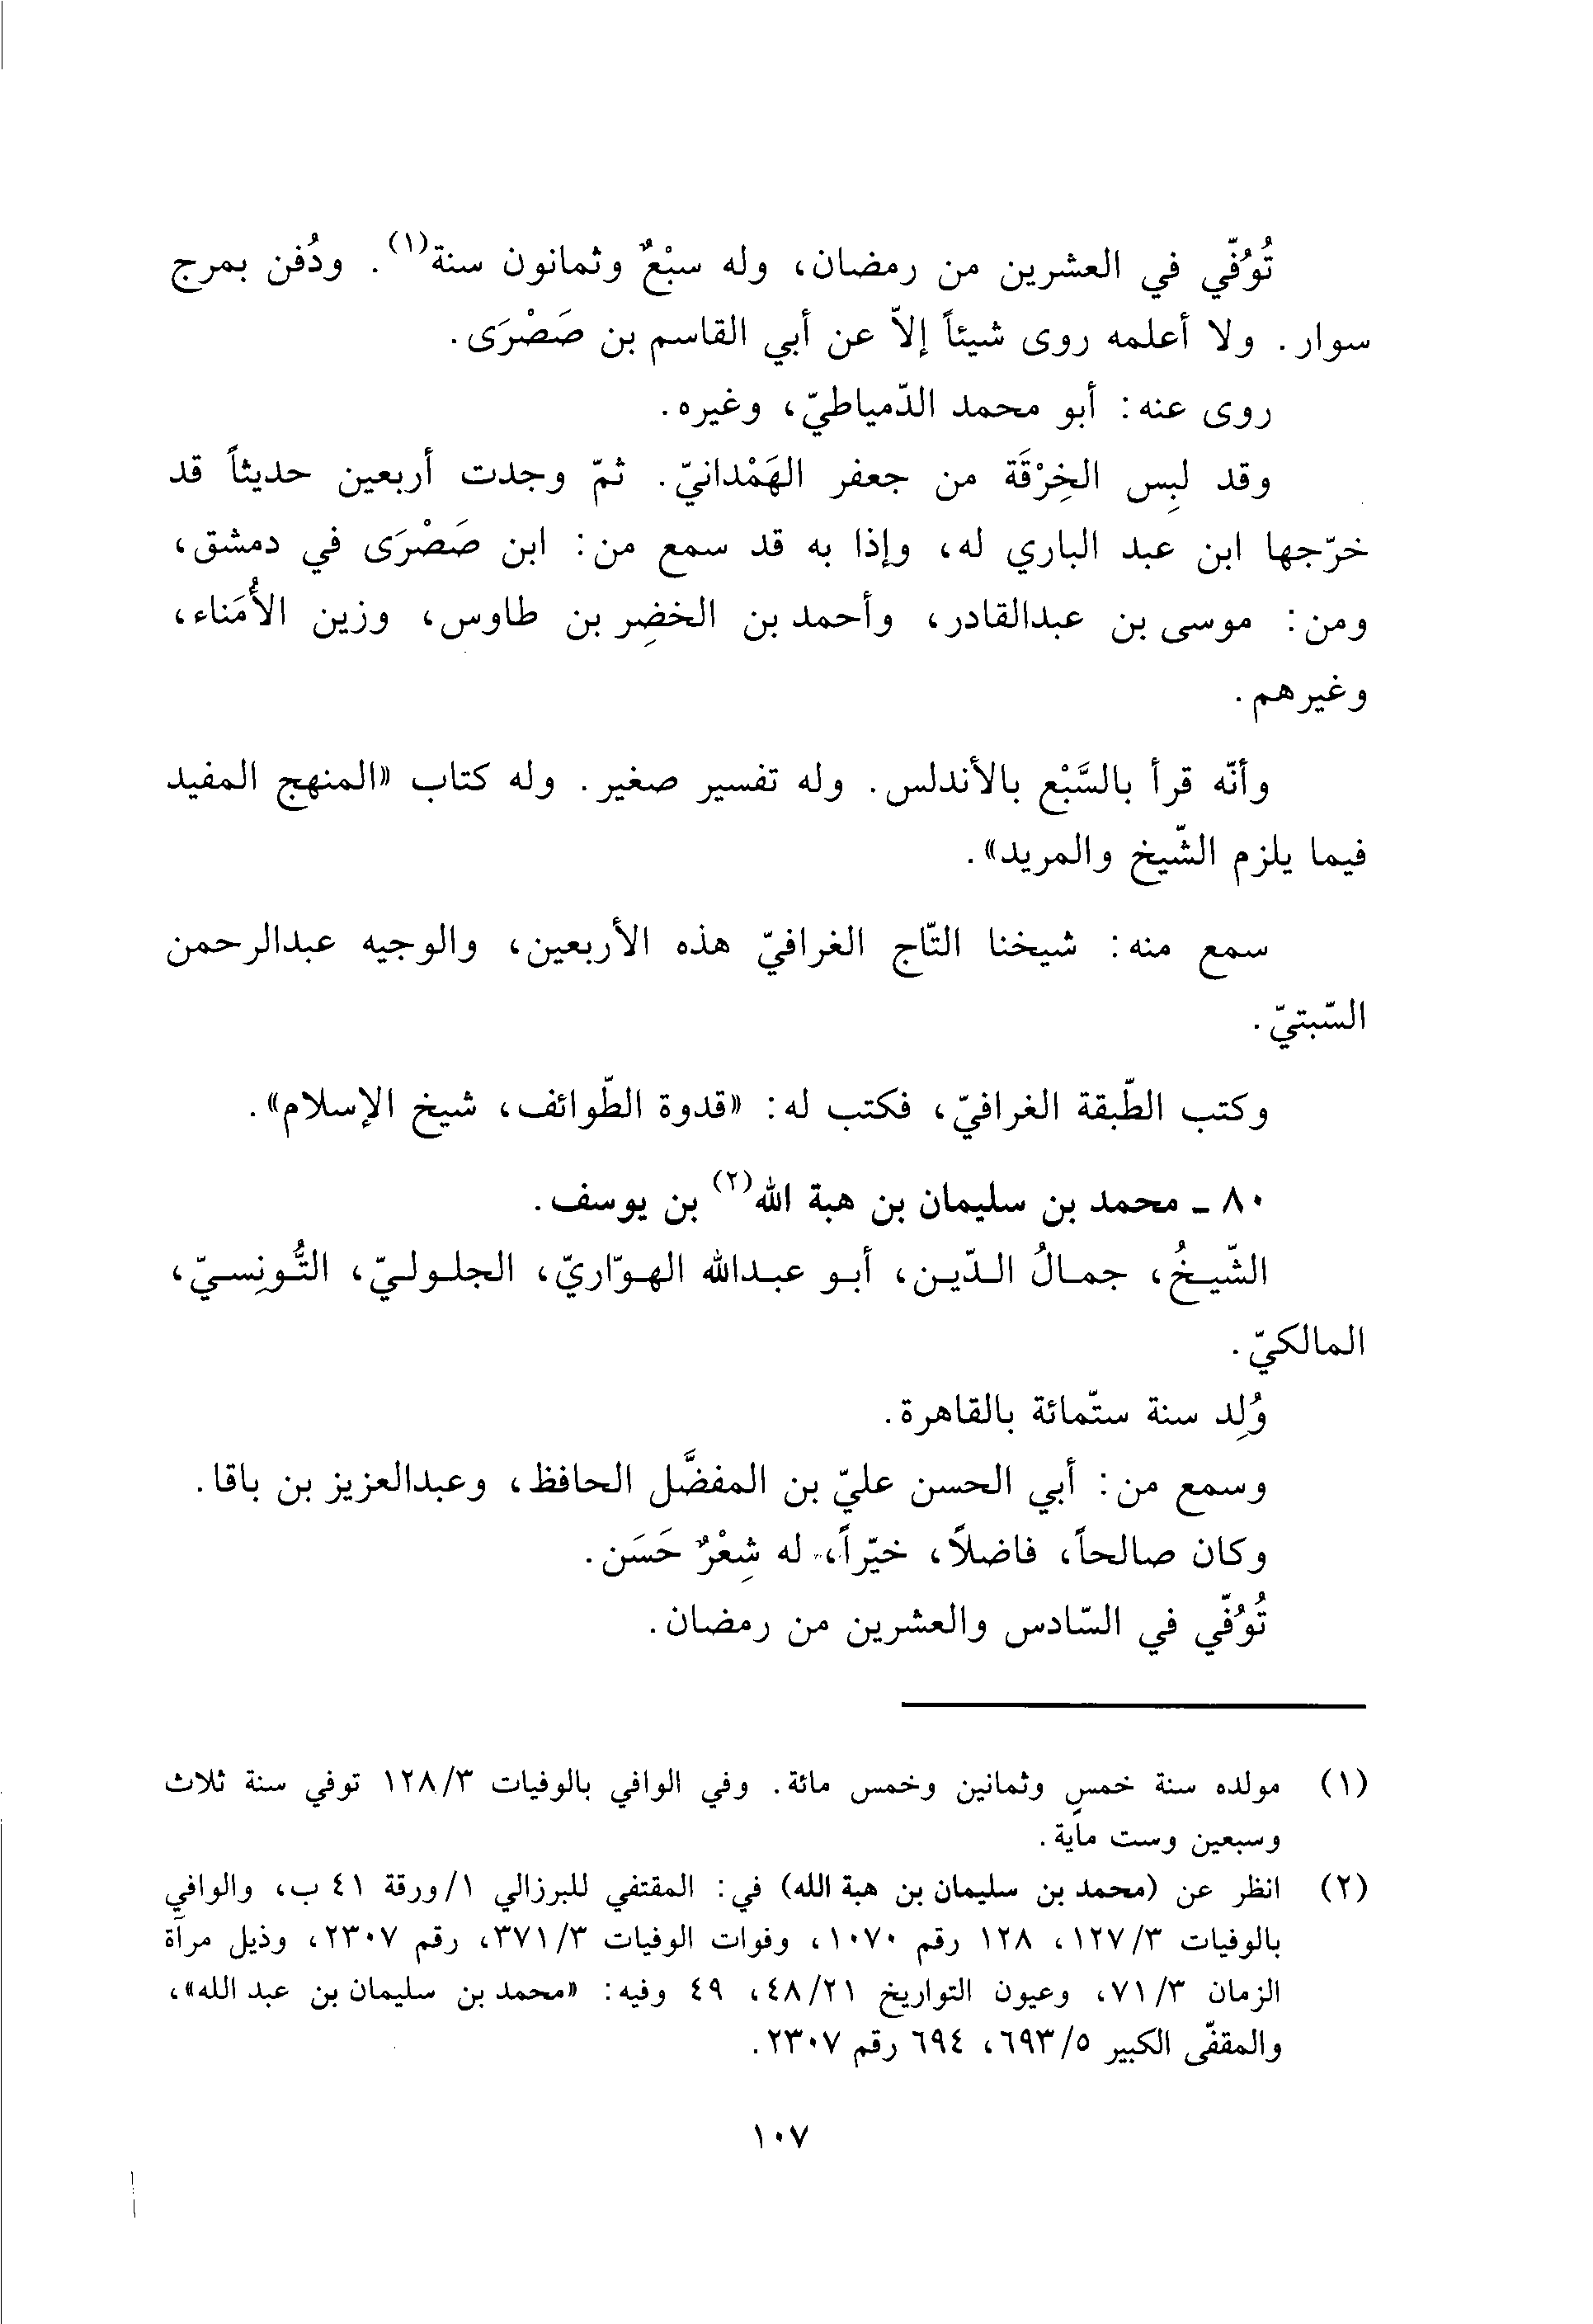 تُوُفّي في العشرين من رمضان، وله سبْعٌ وثمانون سنة(١). ودُفن بمرج
سوار. ولا أعلمه روى شيئاً إلاّ عن أبي القاسم بن صَصْرَى.
روى عنه: أبو محمد الدّمياطيّ، وغيره.
وقد لبِس الخِرْقَة من جعفر الهَمْدانيّ. ثمّ وجدت أربعين حديثاً قد
خرّجها ابن عبد الباري له، وإذا به قد سمع من: ابن صَصْرَى في دمشق،
ومن: موسى بن عبدالقادر، وأحمد بن الخضِر بن طاوس، وزين الأُمَناء،
وغيرهم.
وأنّه قرأ بالسَّبْع بالأندلس. وله تفسير صغير. وله كتاب «المنهج المفيد
فيما يلزم الشّيخ والمريد».
سمع منه: شيخنا التّاج الغرافيّ هذه الأربعين، والوجيه عبدالرحمن
السّبتيّ.
وكتب الطّبقة الغرافيّ، فكتب له: «قدوة الطّوائف، شيخ الإسلام».
٨٠ ـ محمد بن سليمان بن هبة الله(٢) بن يوسف.
الشّيخُ، جمالُ الدّين، أبو عبدالله الهوّاريّ، الجلوليّ، التُّونِسيّ،
المالكيّ.
وُلِد سنة ستّمائة بالقاهرة.
وسمع من: أبي الحسن عليّ بن المفضَّل الحافظ، وعبدالعزيز بن باقا.
وكان صالحاً، فاضلاً، خيّراً، له شِعْرٌ حَسَن.
تُوُفّي في السّادس والعشرين من رمضان.
(١) مولده سنة خمسٍ وثمانين وخمس مائة. وفي الوافي بالوفيات ١٢٨/٣ توفي سنة ثلاث
وسبعين وست مآية.
(٢) انظر عن (محمد بن سليمان بن هبة الله) في: المقتفي للبرزالي ١/ورقة ٤١ ب، والوافي
بالوفيات ١٢٧/٣، ١٢٨ رقم ١٠٧٠، وفوات الوفيات ٣٧١/٣، رقم ٢٣٠٧، وذيل مرآة
الزمان ٧١/٣، وعيون التواريخ ٤٨/٢١، ٤٩ وفيه: «محمد بن سليمان بن عبد الله»،
والمقفّى الكبير ٦٩٣/٥، ٦٩٤ رقم ٢٣٠٧.
١٠٧